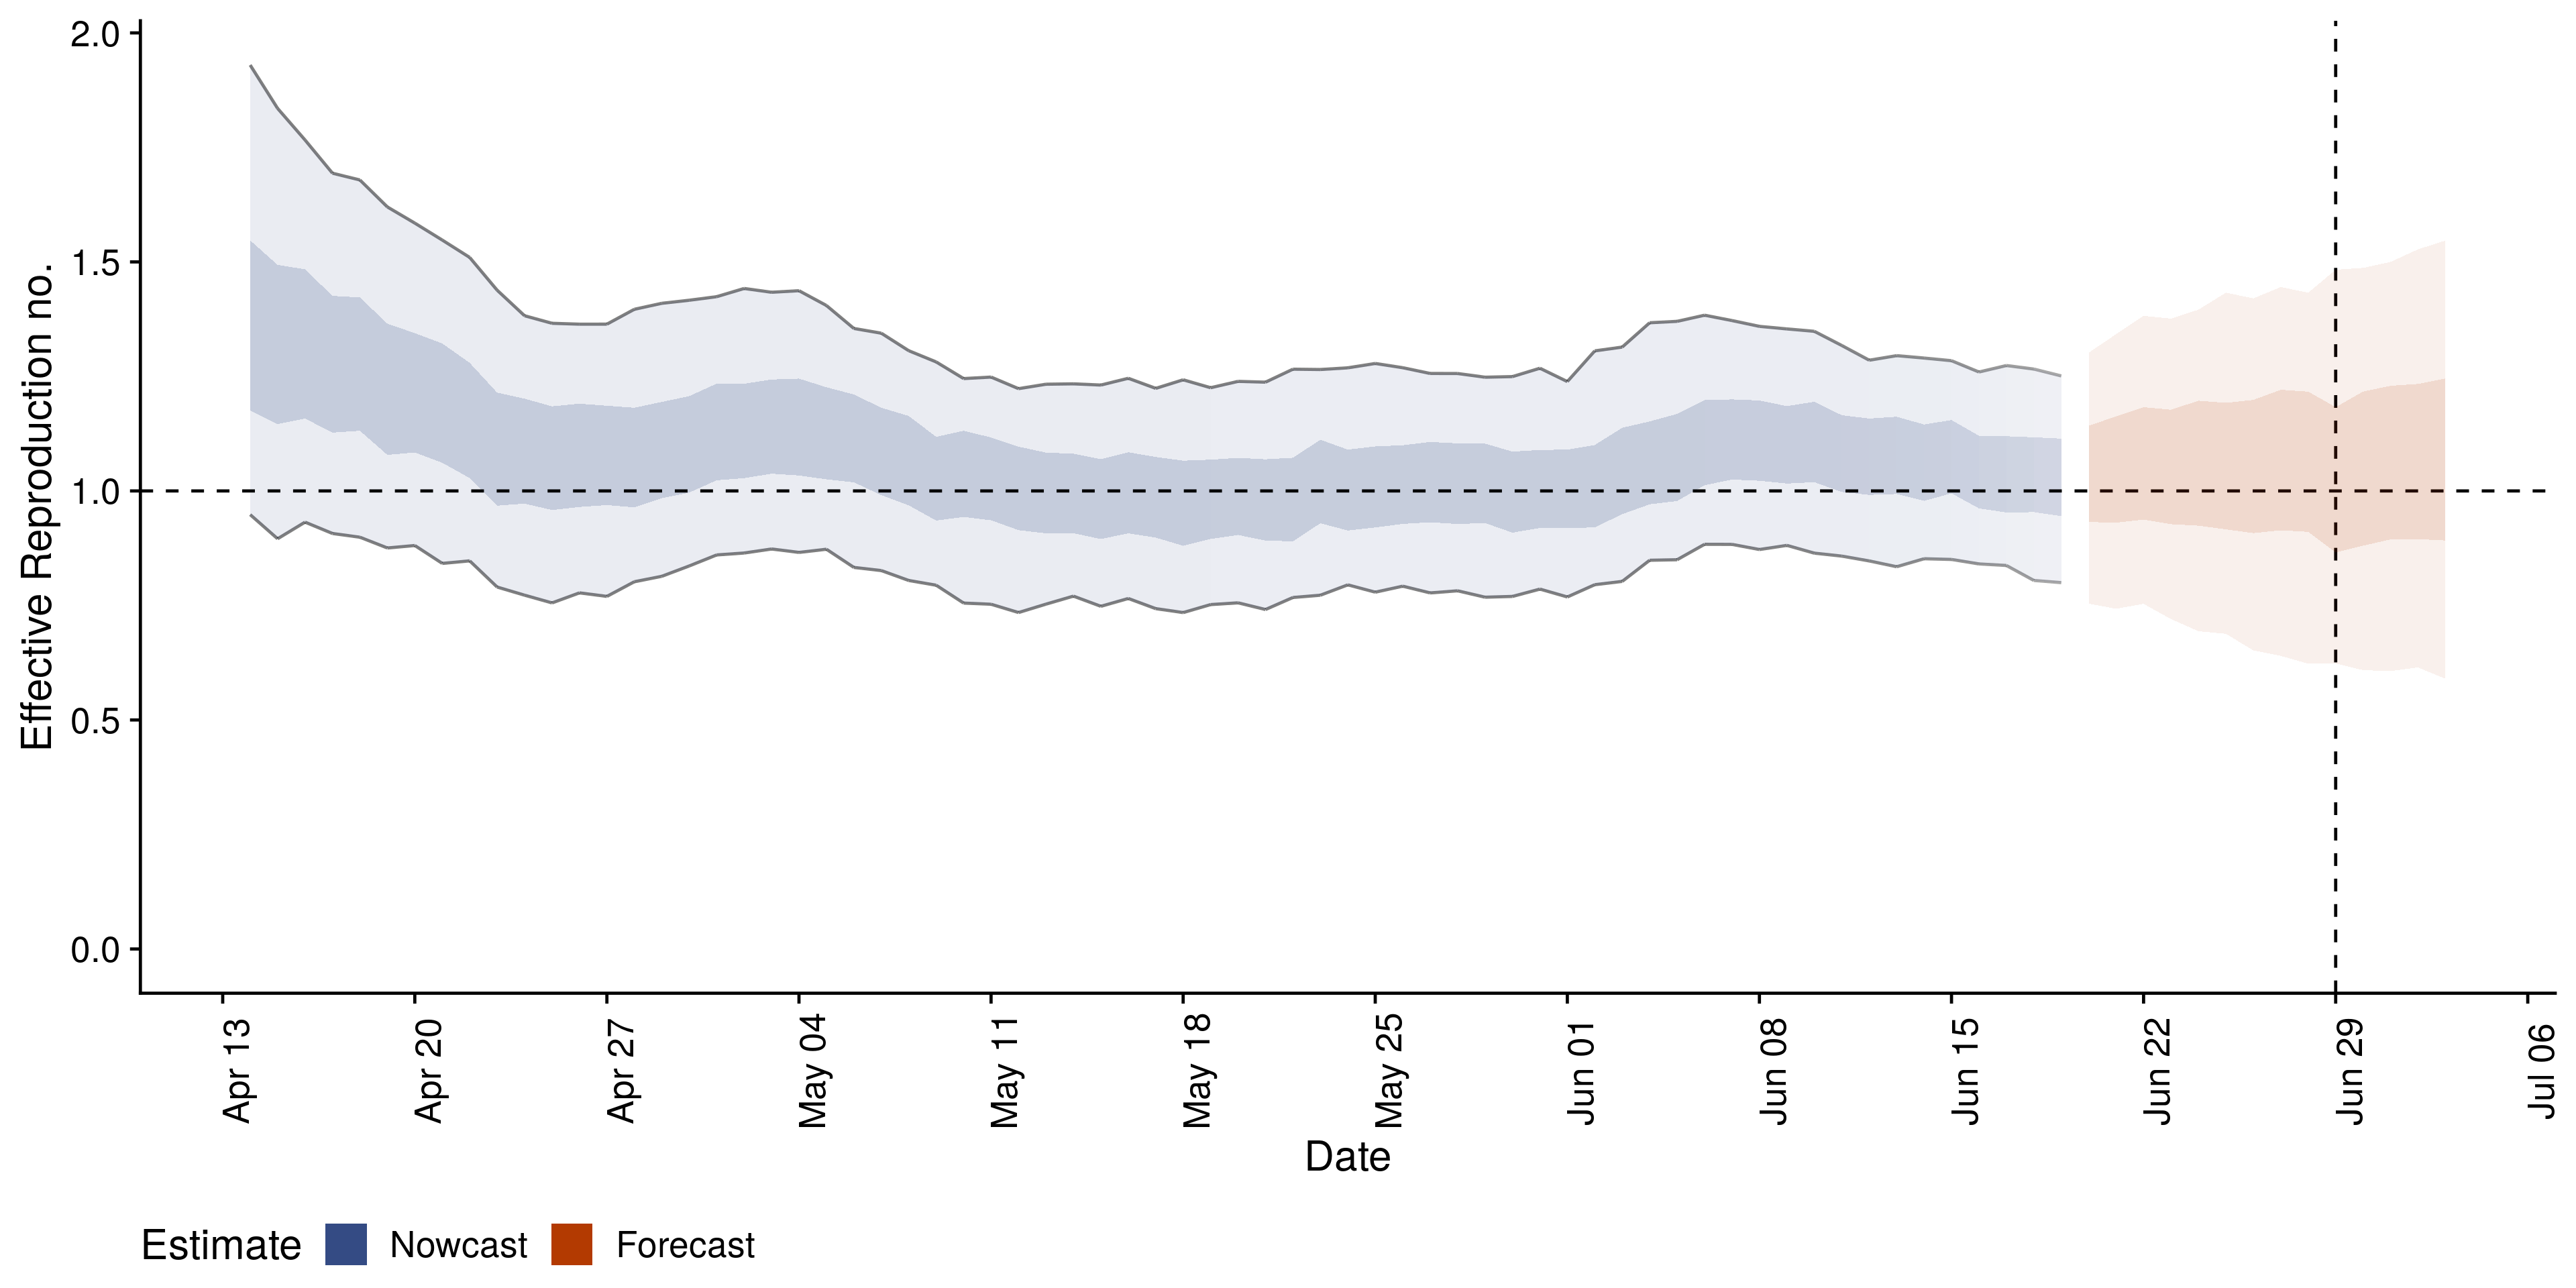 Effective Reproduction no.
2.0
1.5
1.0
0.5
0.0
Apr 13
Apr 20
Apr 27
May 04
May 11
May 18
May 25
Jun 01
Jun 08
Jun 15
Jun 22
Jun 29
Jul 06
Date
Estimate Nowcast Forecast